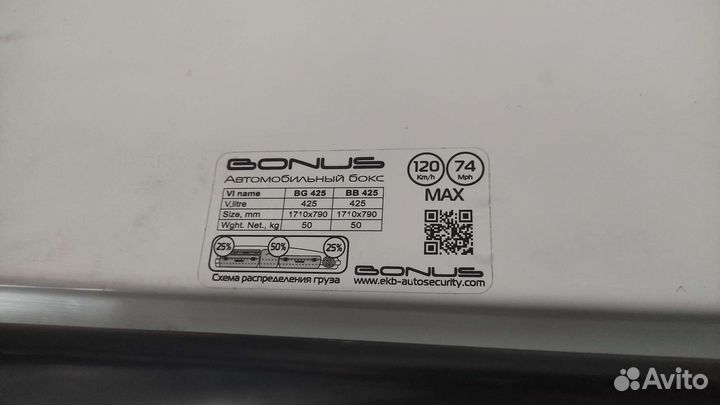 BONUS
Автомобильный бокс
VI name BG 425 BB 425
V,litre 425 425
Size, mm 1710x790 1710x790
Wght. Net., kg 50 50
120 Km/h 74 Mph
MAX
25% 50% 25%
Схема распределения груза
BONUS
www.ekb-autosecurity.com
Avito